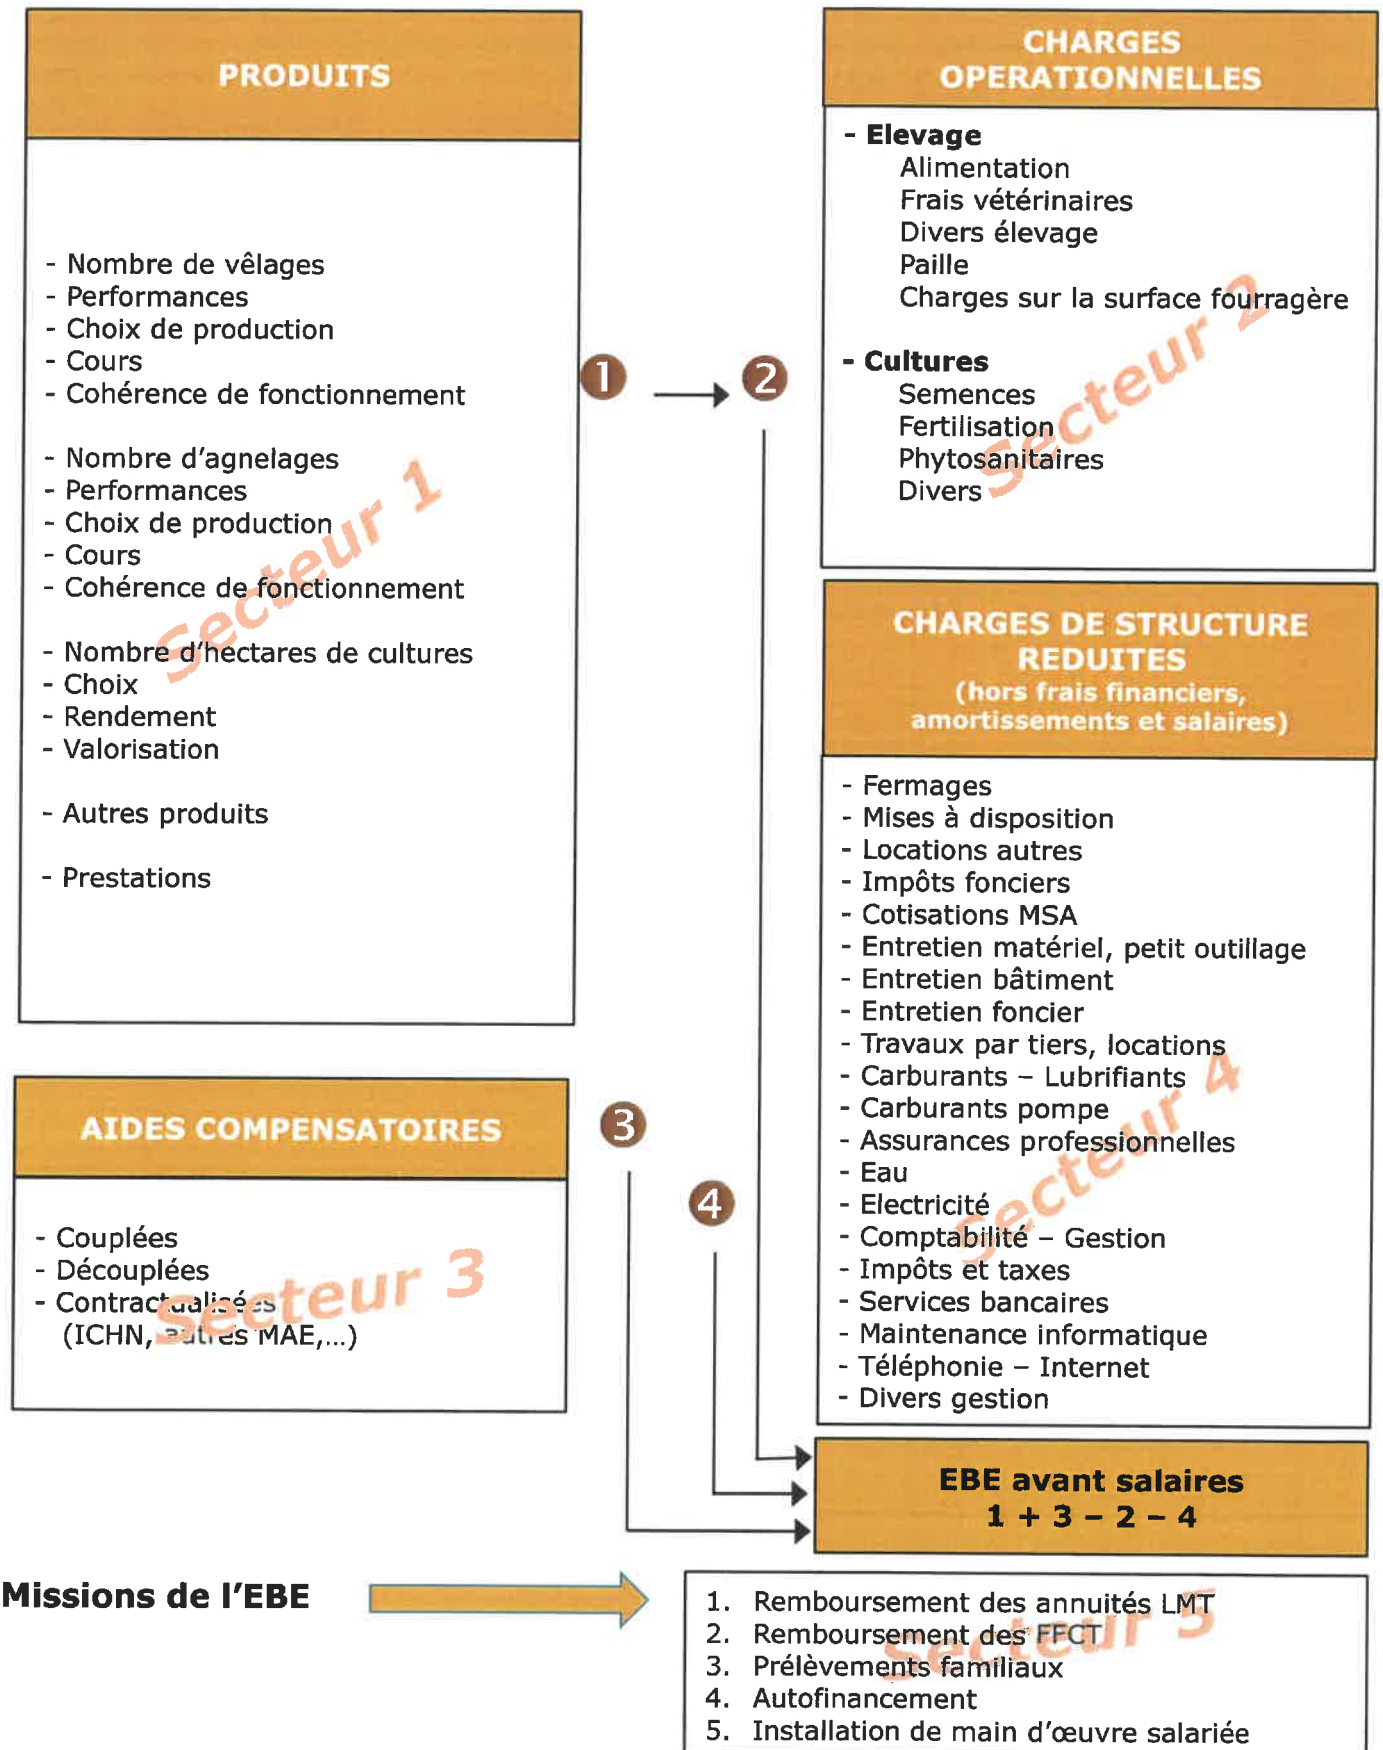 PRODUITS
- Nombre de vêlages
- Performances
- Choix de production
- Cours
- Cohérence de fonctionnement
- Nombre d'agnelages
- Performances
- Choix de production
- Cours
- Cohérence de fonctionnement
- Nombre d'hectares de cultures
- Choix
- Rendement
- Valorisation
- Autres produits
- Prestations
Secteur 1
1
2
CHARGES
OPERATIONNELLES
- Elevage
Alimentation
Frais vétérinaires
Divers élevage
Paille
Charges sur la surface fourragère
- Cultures
Semences
Fertilisation
Phytosanitaires
Divers
Secteur 2
AIDES COMPENSATOIRES
- Couplées
- Découplées
- Contractualisées
(ICHN, autres MAE,...)
Secteur 3
3
4
CHARGES DE STRUCTURE
REDUITES
(hors frais financiers,
amortissements et salaires)
- Fermages
- Mises à disposition
- Locations autres
- Impôts fonciers
- Cotisations MSA
- Entretien matériel, petit outillage
- Entretien bâtiment
- Entretien foncier
- Travaux par tiers, locations
- Carburants – Lubrifiants
- Carburants pompe
- Assurances professionnelles
- Eau
- Electricité
- Comptabilité – Gestion
- Impôts et taxes
- Services bancaires
- Maintenance informatique
- Téléphonie – Internet
- Divers gestion
Secteur 4
EBE avant salaires
1 + 3 – 2 – 4
Missions de l'EBE
1. Remboursement des annuités LMT
2. Remboursement des FFCT
3. Prélèvements familiaux
4. Autofinancement
5. Installation de main d'œuvre salariée
Secteur 5